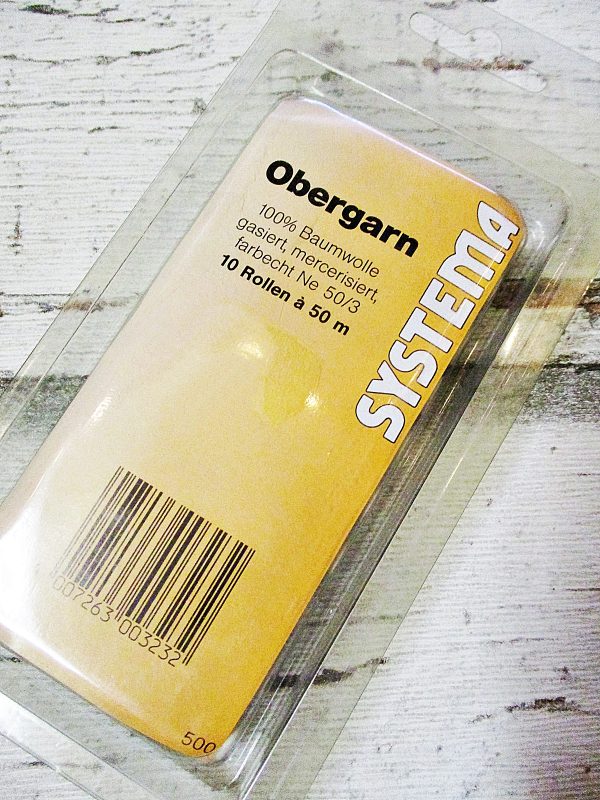 Obergarn
100% Baumwolle
gasiert, mercerisiert,
farbecht Ne 50/3
10 Rollen à 50 m
SYSTEMA
007263 003232
500